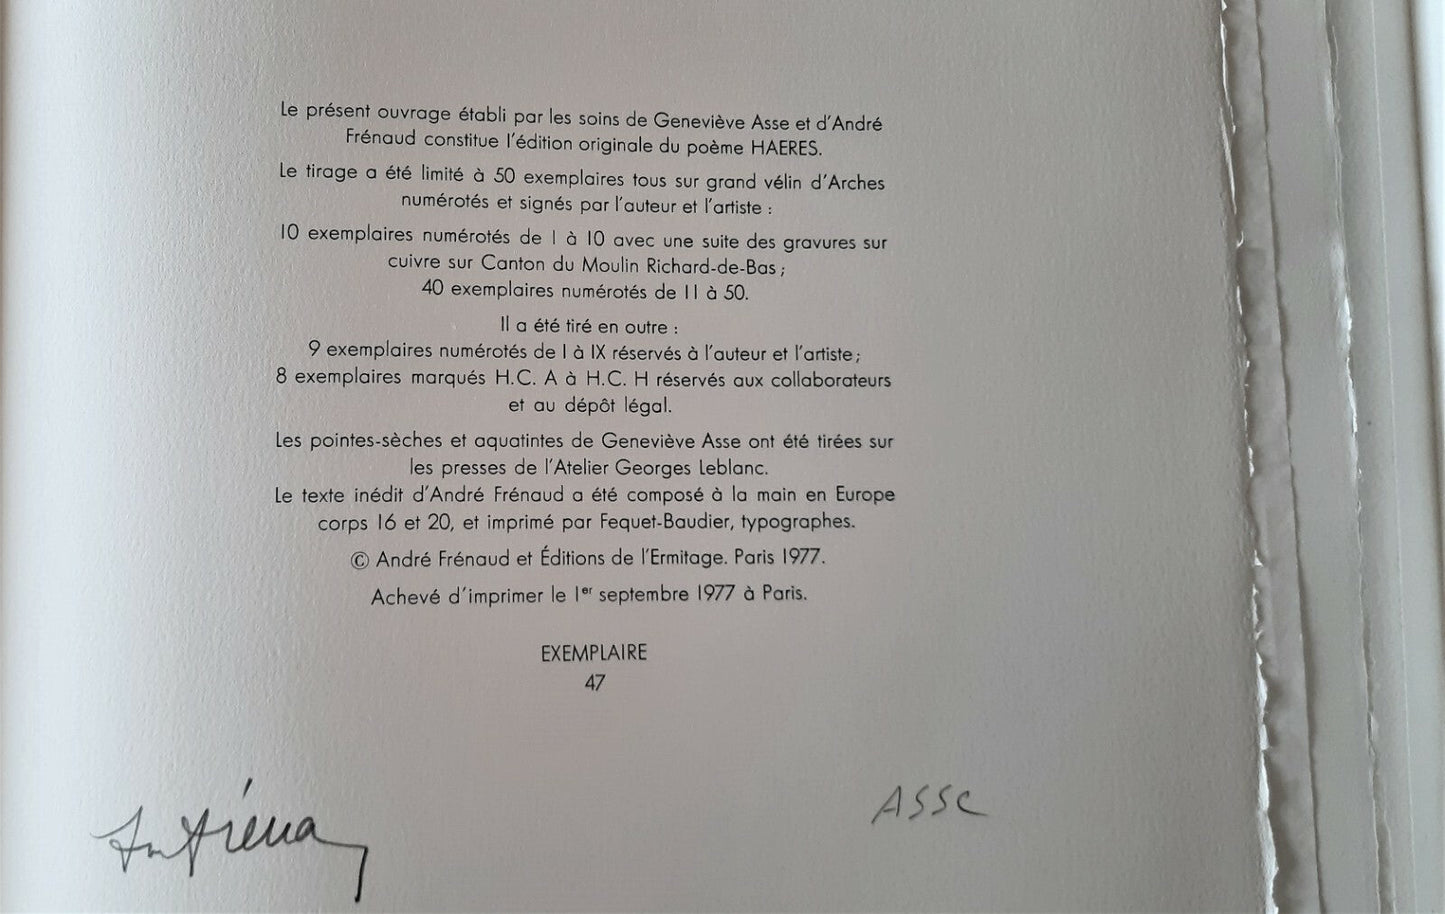 Le présent ouvrage établi par les soins de Geneviève Asse et d'André
Frénaud constitue l'édition originale du poème HAERES.
Le tirage a été limité à 50 exemplaires tous sur grand vélin d'Arches
numérotés et signés par l'auteur et l'artiste :
10 exemplaires numérotés de 1 à 10 avec une suite des gravures sur
cuivre sur Canton du Moulin Richard-de-Bas ;
40 exemplaires numérotés de 11 à 50.
Il a été tiré en outre :
9 exemplaires numérotés de I à IX réservés à l'auteur et l'artiste ;
8 exemplaires marqués H.C. A à H.C. H réservés aux collaborateurs
et au dépôt légal.
Les pointes-sèches et aquatintes de Geneviève Asse ont été tirées sur
les presses de l'Atelier Georges Leblanc.
Le texte inédit d'André Frénaud a été composé à la main en Europe
corps 16 et 20, et imprimé par Fequet-Baudier, typographes.
© André Frénaud et Éditions de l'Ermitage. Paris 1977.
Achevé d'imprimer le 1er septembre 1977 à Paris.
EXEMPLAIRE
47
ASSE